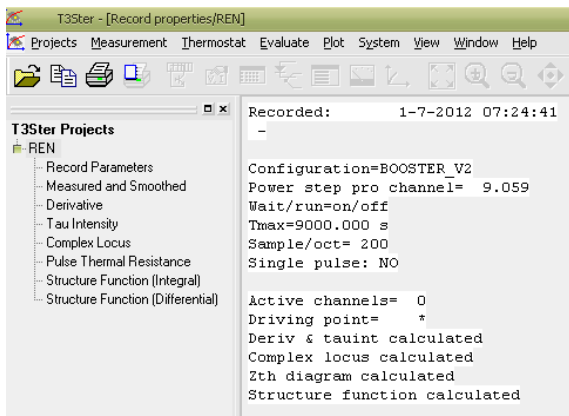 T3Ster - [Record properties/REN]
Projects Measurement Thermostat Evaluate Plot System View Window Help
T3Ster Projects
REN
Record Parameters
Measured and Smoothed
Derivative
Tau Intensity
Complex Locus
Pulse Thermal Resistance
Structure Function (Integral)
Structure Function (Differential)
Recorded: 1-7-2012 07:24:41
-
Configuration=BOOSTER_V2
Power step pro channel= 9.059
Wait/run=on/off
Tmax=9000.000 s
Sample/oct= 200
Single pulse: NO
Active channels= 0
Driving point= *
Deriv & tauint calculated
Complex locus calculated
Zth diagram calculated
Structure function calculated